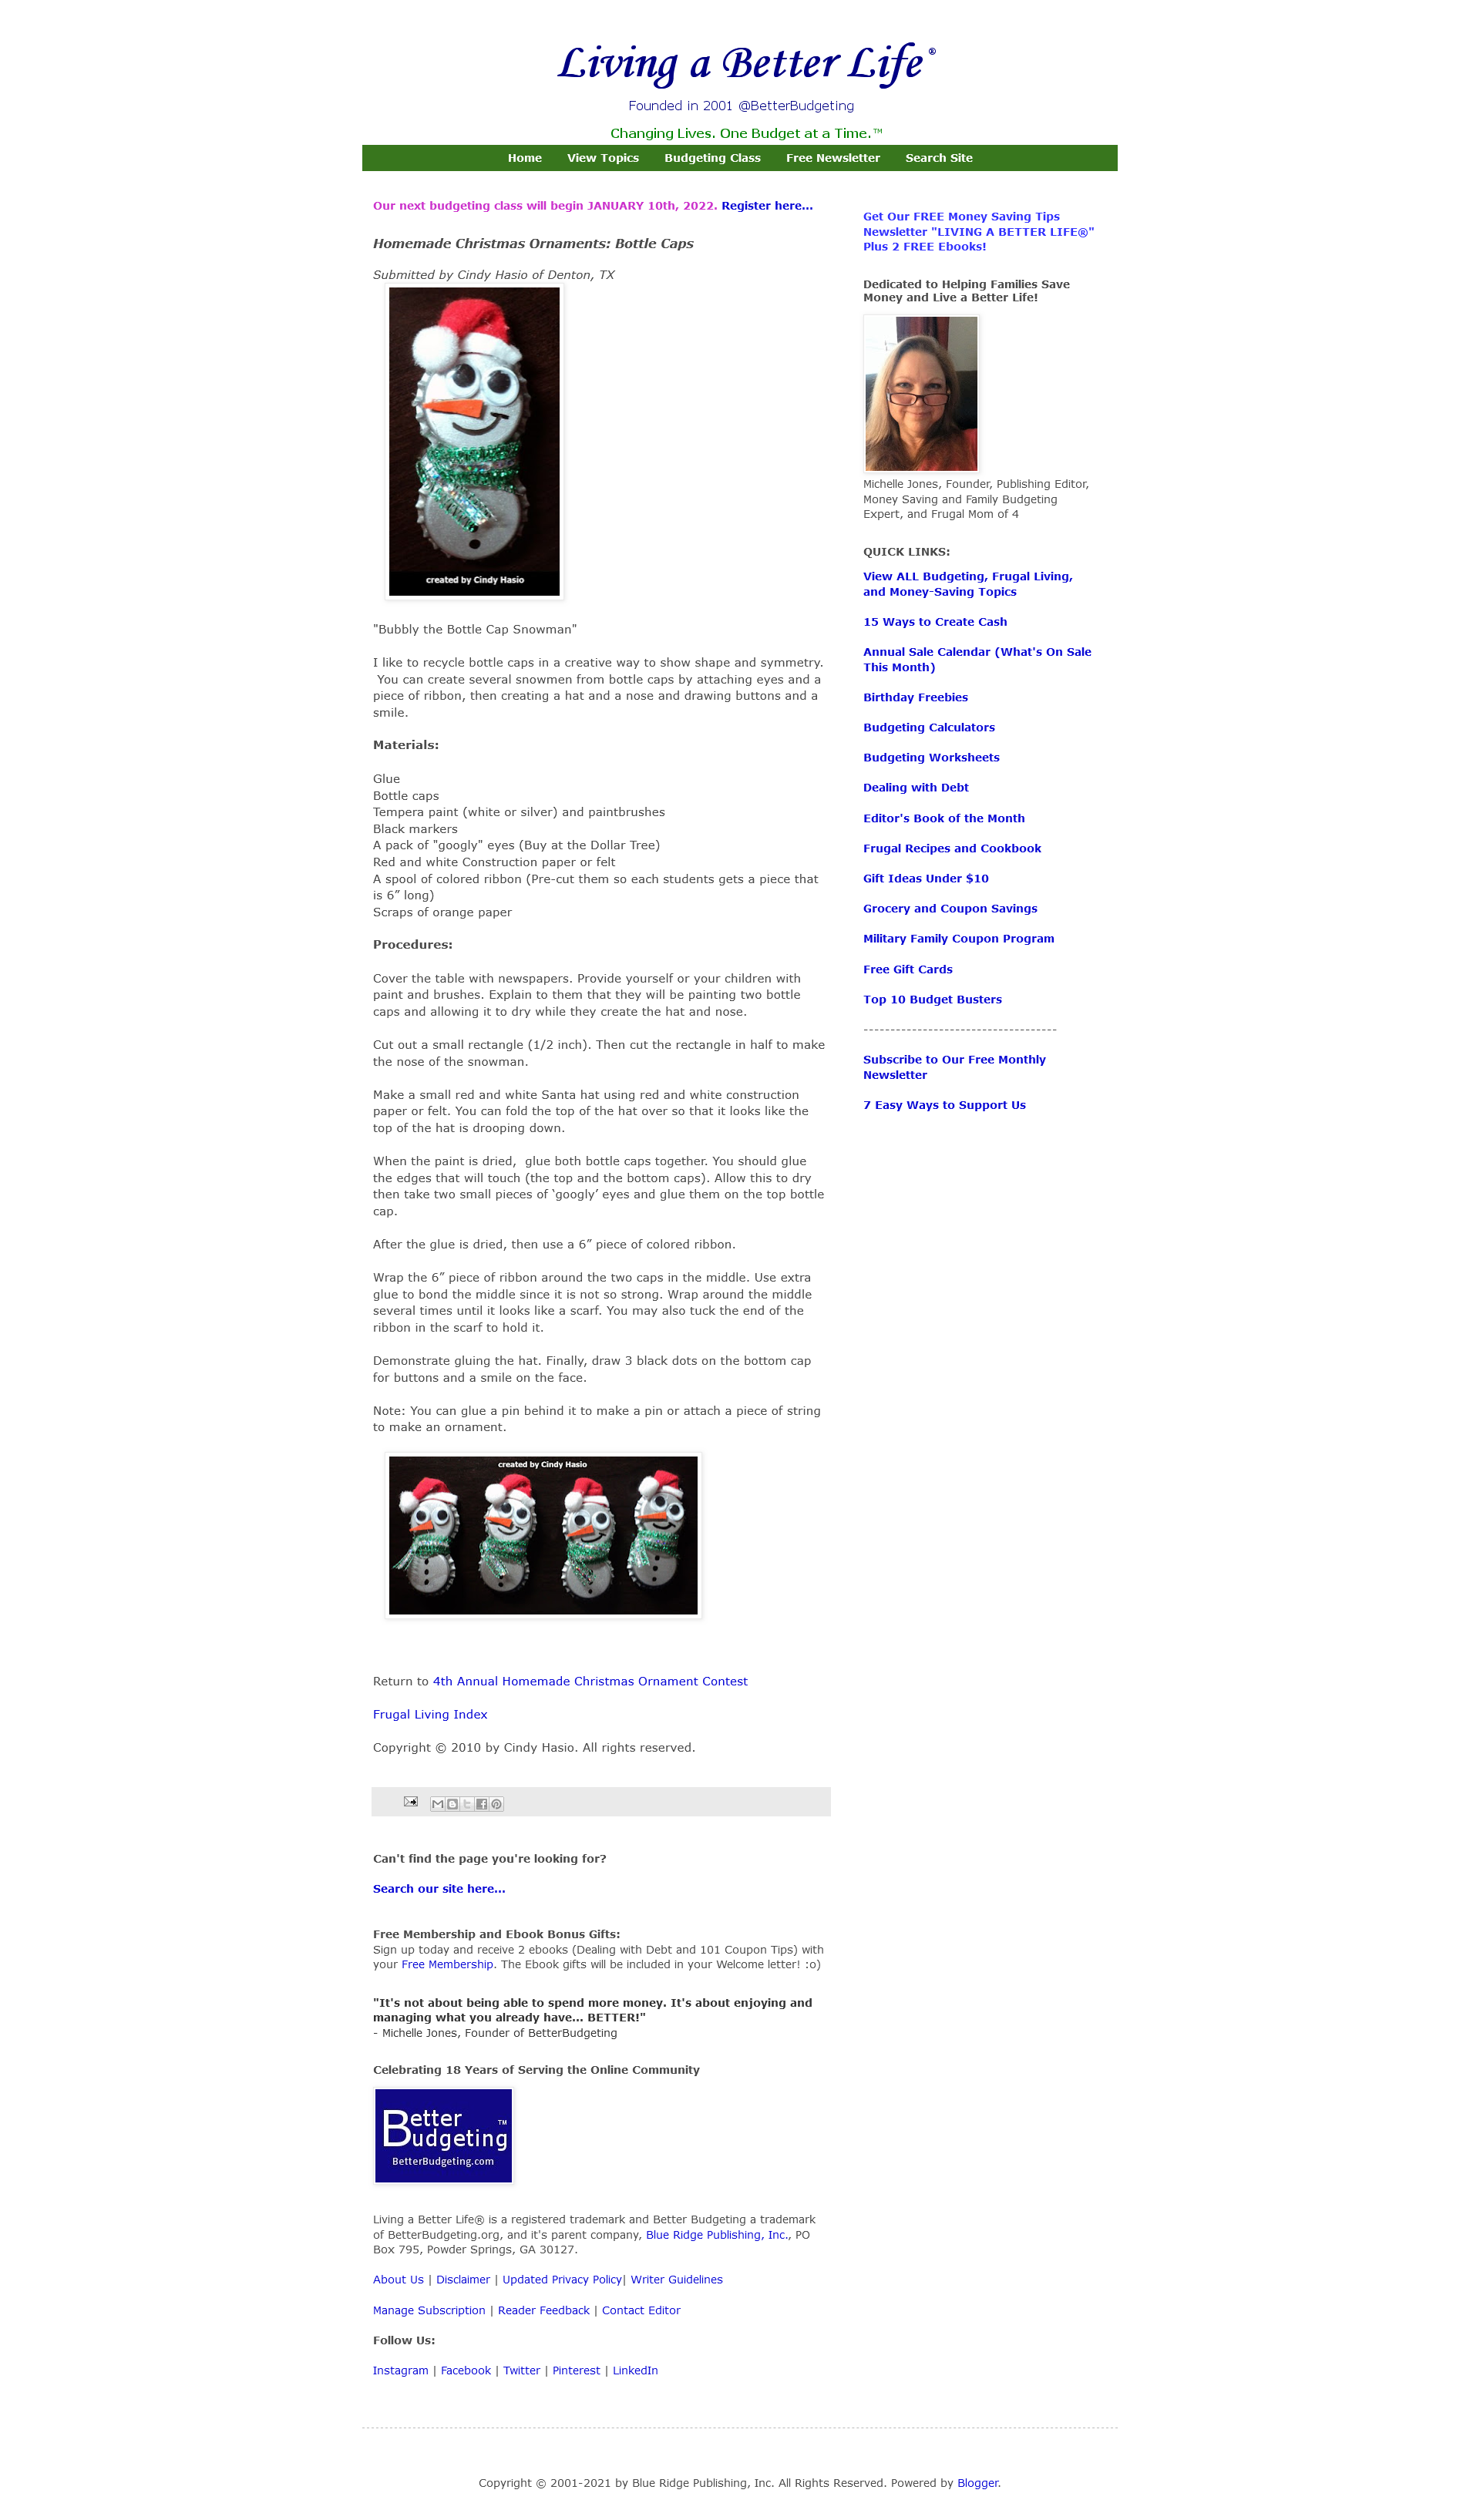 Living a Better Life®
Founded in 2001 @BetterBudgeting
Changing Lives. One Budget at a Time.™
Home View Topics Budgeting Class Free Newsletter Search Site
Our next budgeting class will begin JANUARY 10th, 2022. Register here...
Homemade Christmas Ornaments: Bottle Caps
Submitted by Cindy Hasio of Denton, TX
created by Cindy Hasio
"Bubbly the Bottle Cap Snowman"
I like to recycle bottle caps in a creative way to show shape and symmetry.
You can create several snowmen from bottle caps by attaching eyes and a
piece of ribbon, then creating a hat and a nose and drawing buttons and a
smile.
Materials:
Glue
Bottle caps
Tempera paint (white or silver) and paintbrushes
Black markers
A pack of "googly" eyes (Buy at the Dollar Tree)
Red and white Construction paper or felt
A spool of colored ribbon (Pre-cut them so each students gets a piece that
is 6” long)
Scraps of orange paper
Procedures:
Cover the table with newspapers. Provide yourself or your children with
paint and brushes. Explain to them that they will be painting two bottle
caps and allowing it to dry while they create the hat and nose.
Cut out a small rectangle (1/2 inch). Then cut the rectangle in half to make
the nose of the snowman.
Make a small red and white Santa hat using red and white construction
paper or felt. You can fold the top of the hat over so that it looks like the
top of the hat is drooping down.
When the paint is dried,  glue both bottle caps together. You should glue
the edges that will touch (the top and the bottom caps). Allow this to dry
then take two small pieces of ‘googly’ eyes and glue them on the top bottle
cap.
After the glue is dried, then use a 6” piece of colored ribbon.
Wrap the 6” piece of ribbon around the two caps in the middle. Use extra
glue to bond the middle since it is not so strong. Wrap around the middle
several times until it looks like a scarf. You may also tuck the end of the
ribbon in the scarf to hold it.
Demonstrate gluing the hat. Finally, draw 3 black dots on the bottom cap
for buttons and a smile on the face.
Note: You can glue a pin behind it to make a pin or attach a piece of string
to make an ornament.
created by Cindy Hasio
Return to 4th Annual Homemade Christmas Ornament Contest
Frugal Living Index
Copyright © 2010 by Cindy Hasio. All rights reserved.
Can't find the page you're looking for?
Search our site here...
Free Membership and Ebook Bonus Gifts:
Sign up today and receive 2 ebooks (Dealing with Debt and 101 Coupon Tips) with
your Free Membership. The Ebook gifts will be included in your Welcome letter! :o)
"It's not about being able to spend more money. It's about enjoying and
managing what you already have... BETTER!"
- Michelle Jones, Founder of BetterBudgeting
Celebrating 18 Years of Serving the Online Community
Better
Budgeting™
BetterBudgeting.com
Living a Better Life® is a registered trademark and Better Budgeting a trademark
of BetterBudgeting.org, and it's parent company, Blue Ridge Publishing, Inc., PO
Box 795, Powder Springs, GA 30127.
About Us | Disclaimer | Updated Privacy Policy| Writer Guidelines
Manage Subscription | Reader Feedback | Contact Editor
Follow Us:
Instagram | Facebook | Twitter | Pinterest | LinkedIn
Get Our FREE Money Saving Tips
Newsletter "LIVING A BETTER LIFE®"
Plus 2 FREE Ebooks!
Dedicated to Helping Families Save
Money and Live a Better Life!
Michelle Jones, Founder, Publishing Editor,
Money Saving and Family Budgeting
Expert, and Frugal Mom of 4
QUICK LINKS:
View ALL Budgeting, Frugal Living,
and Money-Saving Topics
15 Ways to Create Cash
Annual Sale Calendar (What's On Sale
This Month)
Birthday Freebies
Budgeting Calculators
Budgeting Worksheets
Dealing with Debt
Editor's Book of the Month
Frugal Recipes and Cookbook
Gift Ideas Under $10
Grocery and Coupon Savings
Military Family Coupon Program
Free Gift Cards
Top 10 Budget Busters
------------------------------------
Subscribe to Our Free Monthly
Newsletter
7 Easy Ways to Support Us
Copyright © 2001-2021 by Blue Ridge Publishing, Inc. All Rights Reserved. Powered by Blogger.